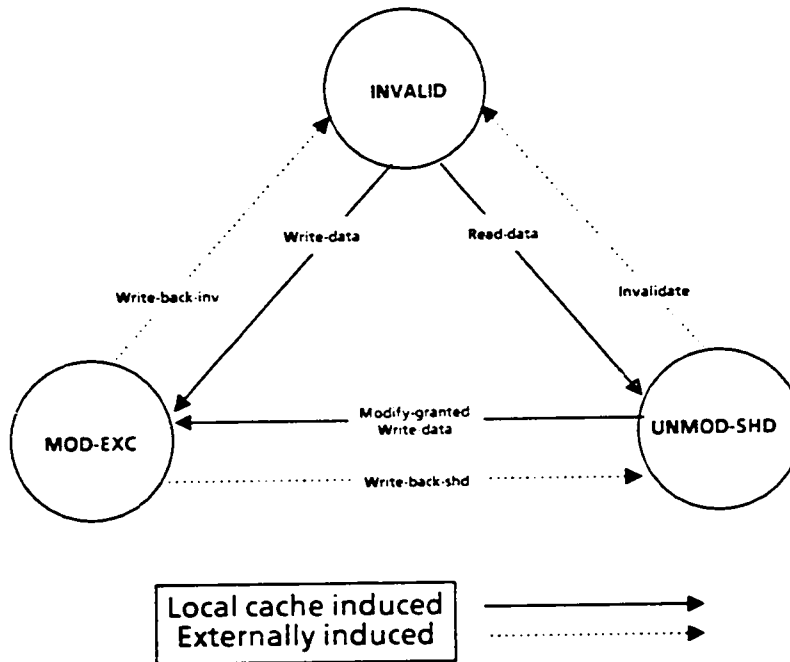 INVALID
Write-data
Read-data
Write-back-inv
Invalidate
MOD-EXC
Modify-granted
Write data
UNMOD-SHD
Write-back-shd
Local cache induced
Externally induced